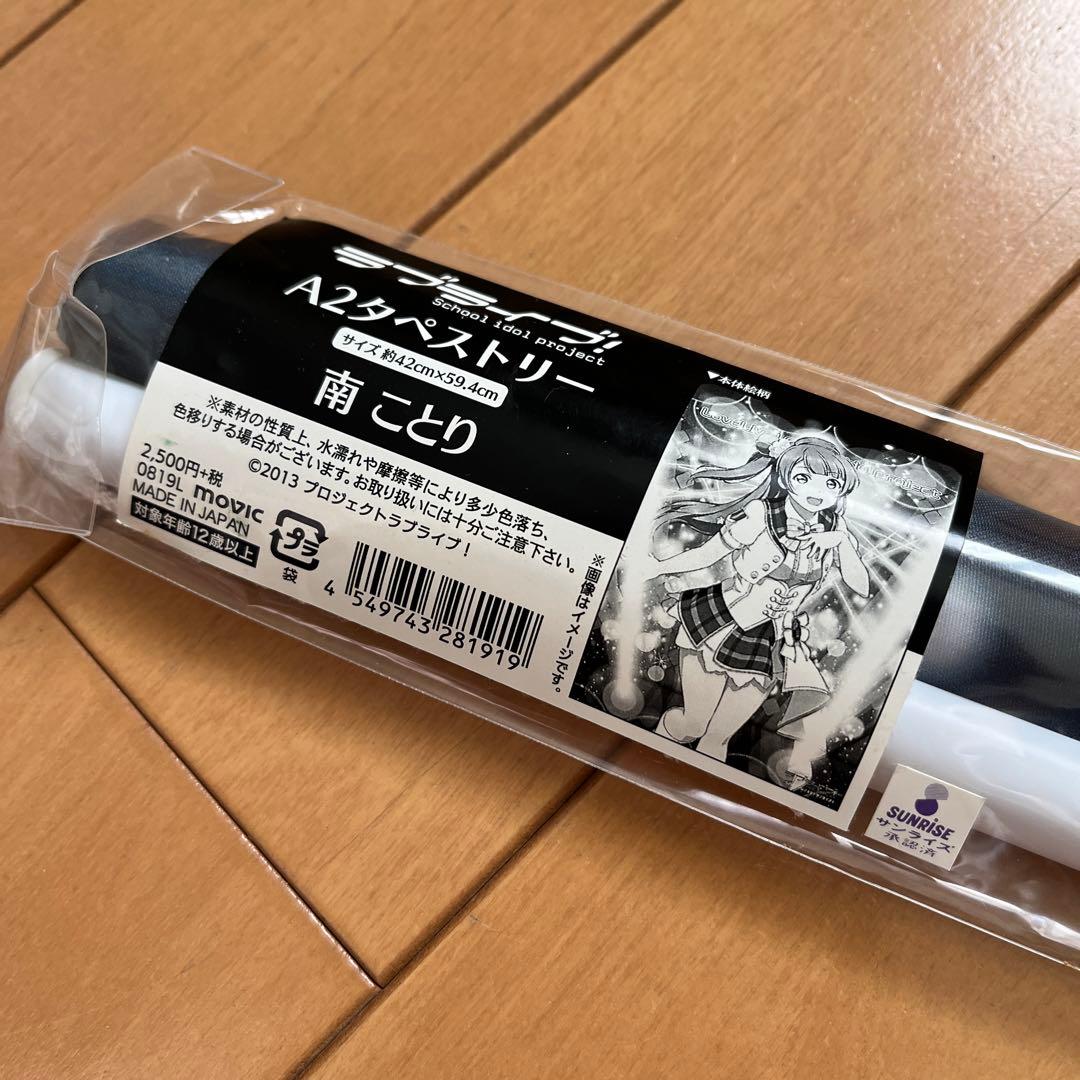 ラブライブ!
School idol project
A2タペストリー
サイズ 約42cm×59.4cm
南 ことり
※素材の性質上、水濡れや摩擦等により多少色落ち、
色移りする場合がございます。お取り扱いには十分ご注意下さい。
©2013 プロジェクトラブライブ!
2,500円+税
0819L movic
MADE IN JAPAN
対象年齢12歳以上
プラ
袋
4 549743 281919
※画像はイメージです。
▼本体絵柄
SUNRISE
サンライズ
承認済